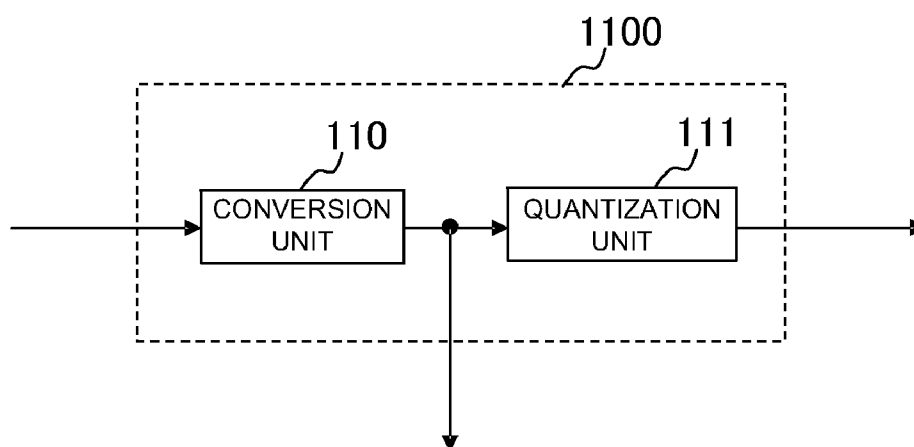 1100
110
111
CONVERSION
UNIT
QUANTIZATION
UNIT